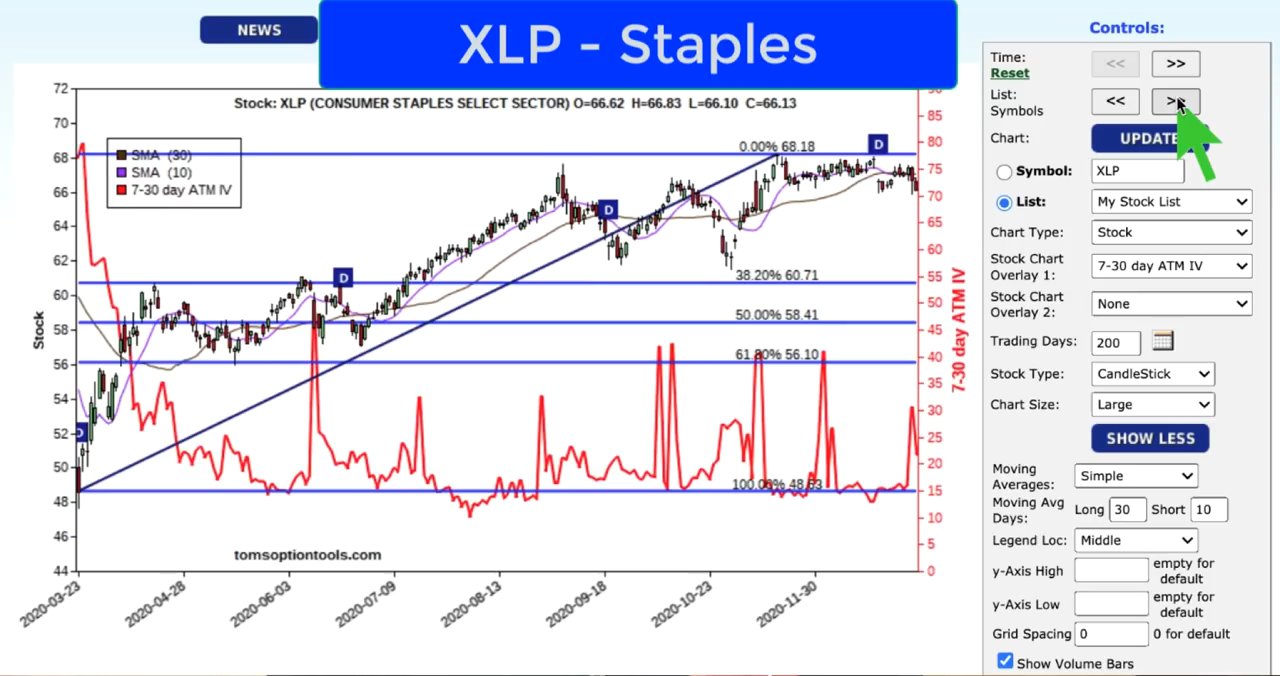 NEWS
XLP - Staples
Controls:
Time:
Reset
<<
>>
List:
Symbols
<<
>>
Chart:
UPDATE
Symbol:
XLP
List:
My Stock List
Chart Type:
Stock
Stock Chart
Overlay 1:
7-30 day ATM IV
Stock Chart
Overlay 2:
None
Trading Days:
200
Stock Type:
CandleStick
Chart Size:
Large
SHOW LESS
Moving
Averages:
Simple
Moving Avg
Days:
Long
30
Short
10
Legend Loc:
Middle
y-Axis High
empty for
default
y-Axis Low
empty for
default
Grid Spacing
0
0 for default
Show Volume Bars
Stock: XLP (CONSUMER STAPLES SELECT SECTOR) O=66.62 H=66.83 L=66.10 C=66.13
SMA (30)
SMA (10)
7-30 day ATM IV
72
70
68
66
64
62
60
58
56
54
52
50
48
46
44
Stock
90
85
80
75
70
65
60
55
50
45
40
35
30
25
20
15
10
5
0
7-30 day ATM IV
0.00% 68.18
38.20% 60.71
50.00% 58.41
61.80% 56.10
100.00% 48.63
D
D
D
D
tomsoptiontools.com
2020-03-23
2020-04-28
2020-06-03
2020-07-09
2020-08-13
2020-09-18
2020-10-23
2020-11-30